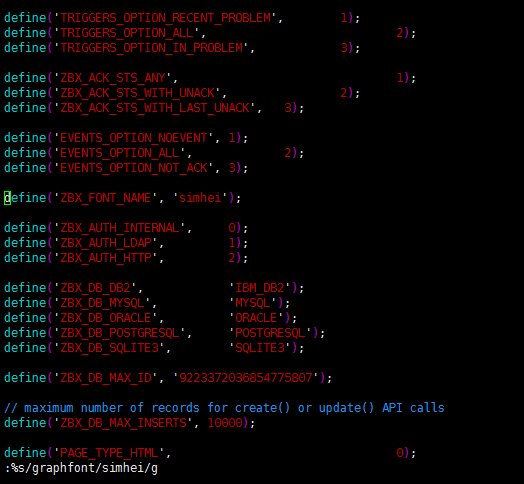 define('TRIGGERS_OPTION_RECENT_PROBLEM',        1);
define('TRIGGERS_OPTION_ALL',                           2);
define('TRIGGERS_OPTION_IN_PROBLEM',            3);
define('ZBX_ACK_STS_ANY',                               1);
define('ZBX_ACK_STS_WITH_UNACK',                2);
define('ZBX_ACK_STS_WITH_LAST_UNACK',   3);
define('EVENTS_OPTION_NOEVENT', 1);
define('EVENTS_OPTION_ALL',             2);
define('EVENTS_OPTION_NOT_ACK', 3);
define('ZBX_FONT_NAME', 'simhei');
define('ZBX_AUTH_INTERNAL',     0);
define('ZBX_AUTH_LDAP',         1);
define('ZBX_AUTH_HTTP',         2);
define('ZBX_DB_DB2',            'IBM_DB2');
define('ZBX_DB_MYSQL',          'MYSQL');
define('ZBX_DB_ORACLE',         'ORACLE');
define('ZBX_DB_POSTGRESQL',     'POSTGRESQL');
define('ZBX_DB_SQLITE3',        'SQLITE3');
define('ZBX_DB_MAX_ID', '9223372036854775807');
// maximum number of records for create() or update() API calls
define('ZBX_DB_MAX_INSERTS', 10000);
define('PAGE_TYPE_HTML',                                0);
:%s/graphfont/simhei/g